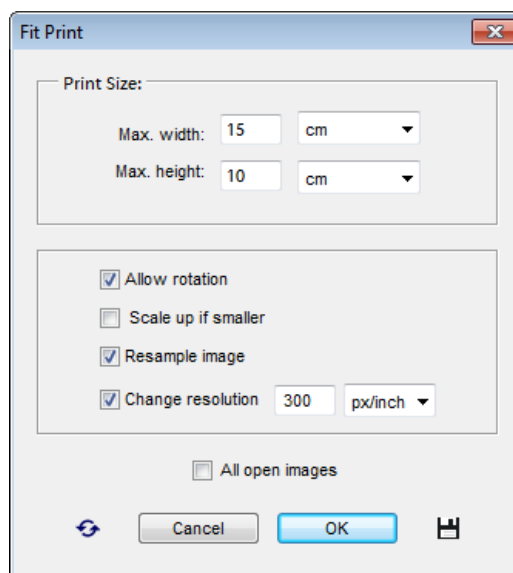 Fit Print
Print Size:
Max. width: 15 cm
Max. height: 10 cm
Allow rotation
Scale up if smaller
Resample image
Change resolution 300 px/inch
All open images
Cancel OK